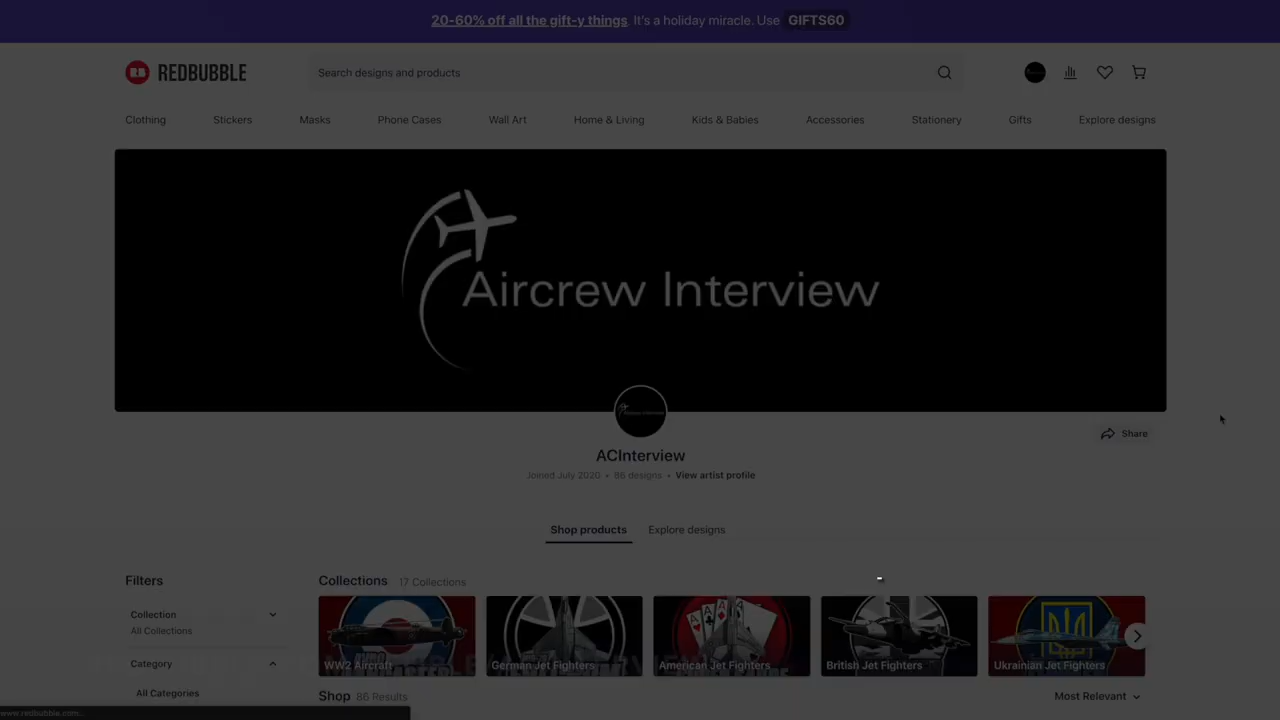 20-60% off all the gift-y things. It's a holiday miracle. Use GIFTS60
RB REDBUBBLE
Search designs and products
Clothing Stickers Masks Phone Cases Wall Art Home & Living Kids & Babies Accessories Stationery Gifts Explore designs
Aircrew Interview
Share
ACInterview
Joined July 2020 • 86 designs • View artist profile
Shop products Explore designs
Filters
Collections 17 Collections
Collection
All Collections
Category
All Categories
WW2 Aircraft German Jet Fighters American Jet Fighters British Jet Fighters Ukrainian Jet Fighters
Shop 86 Results
Most Relevant
www.redbubble.com...